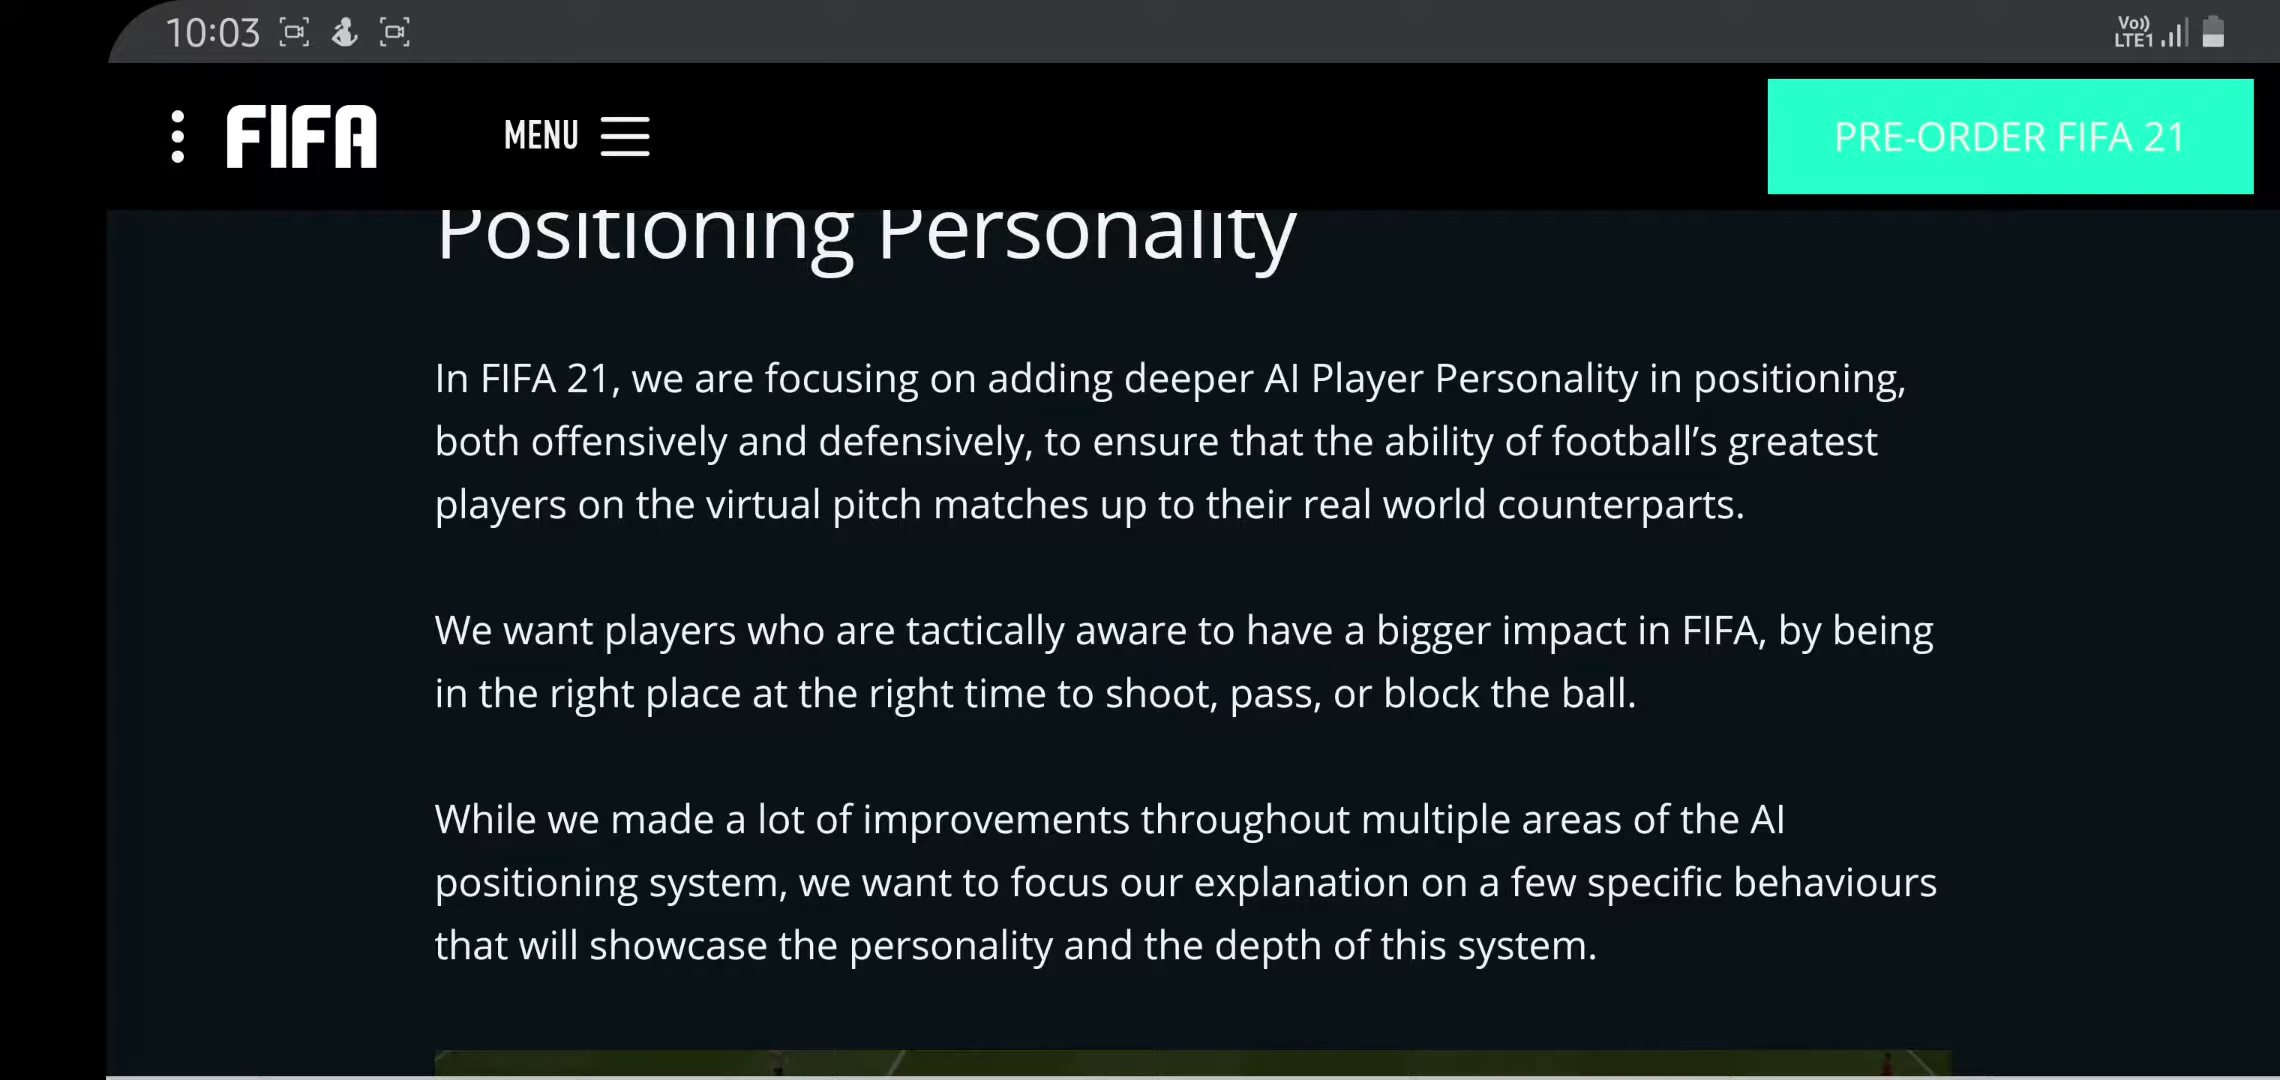 10:03
Vo))
LTE1
FIFA
MENU
PRE-ORDER FIFA 21
Positioning Personality
In FIFA 21, we are focusing on adding deeper AI Player Personality in positioning,
both offensively and defensively, to ensure that the ability of football’s greatest
players on the virtual pitch matches up to their real world counterparts.
We want players who are tactically aware to have a bigger impact in FIFA, by being
in the right place at the right time to shoot, pass, or block the ball.
While we made a lot of improvements throughout multiple areas of the AI
positioning system, we want to focus our explanation on a few specific behaviours
that will showcase the personality and the depth of this system.